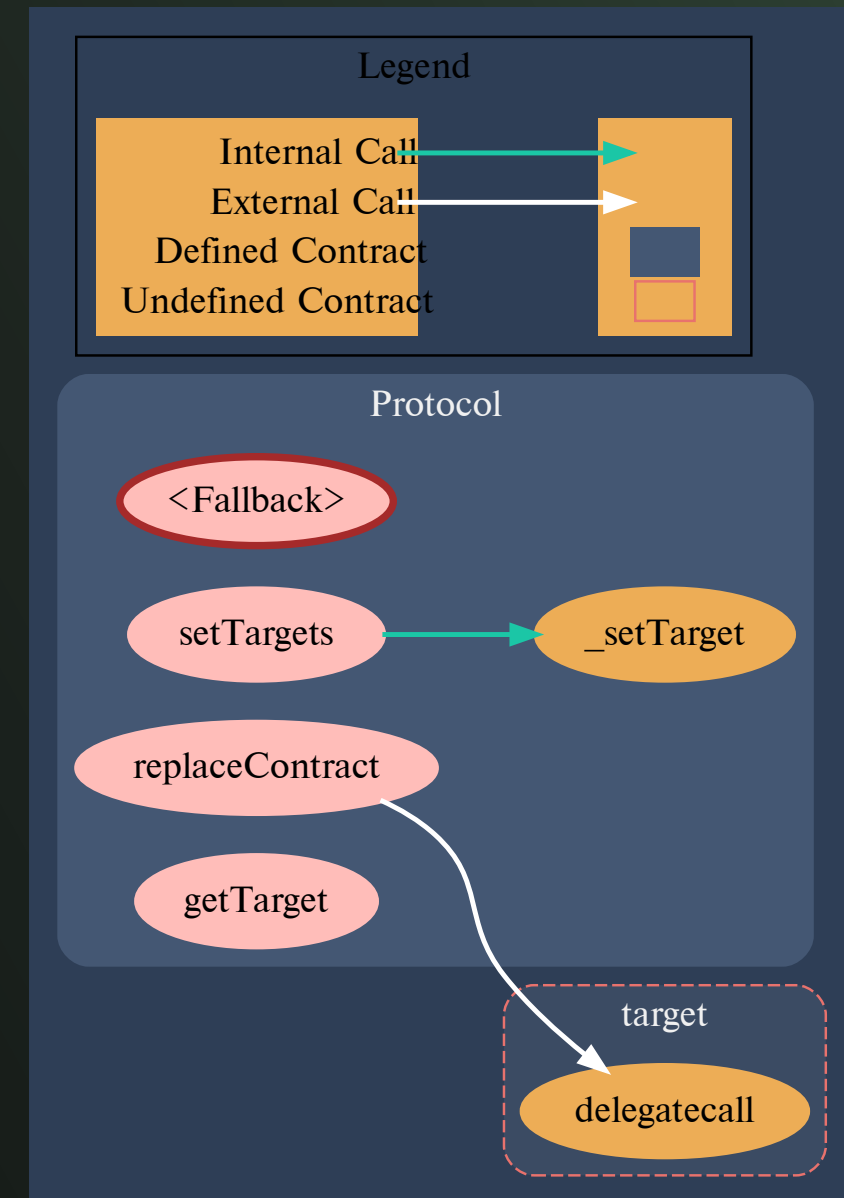 Legend
Internal Call
External Call
Defined Contract
Undefined Contract
Protocol
<Fallback>
setTargets
_setTarget
replaceContract
getTarget
target
delegatecall